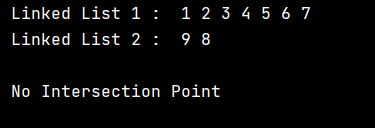 Linked List 1 :  1 2 3 4 5 6 7
Linked List 2 :  9 8
No Intersection Point